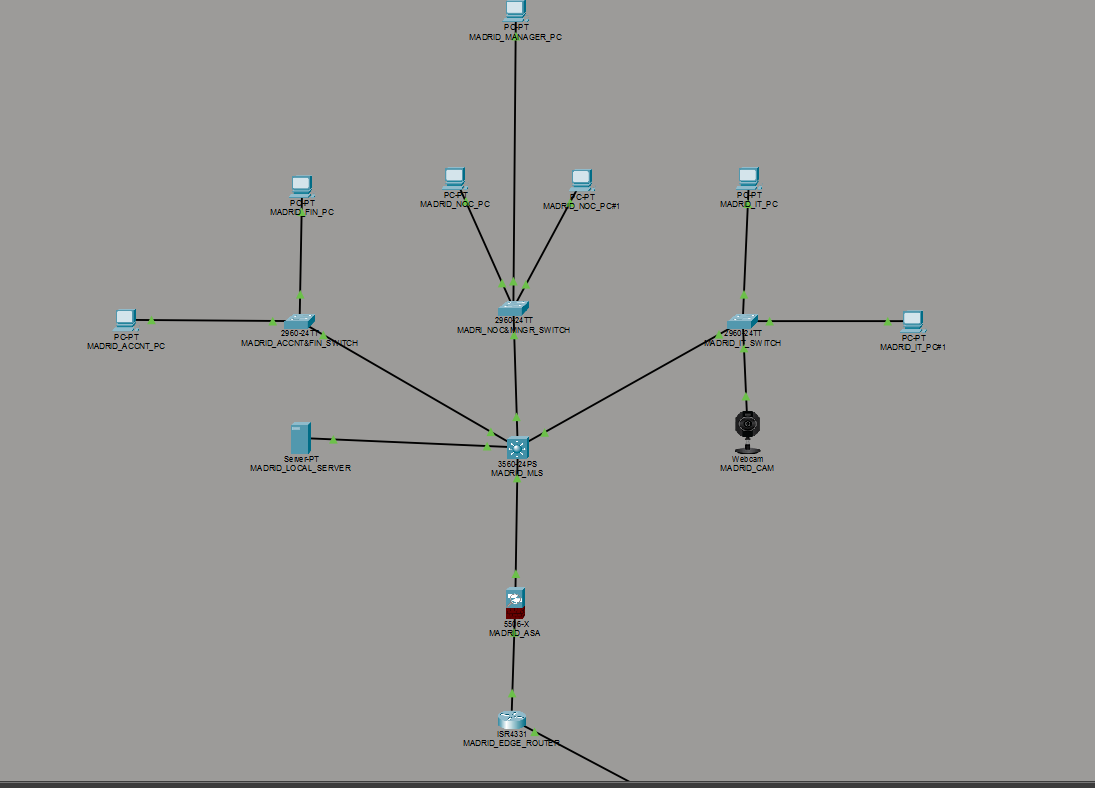 PC-PT
MADRID_MANAGER_PC
PC-PT
MADRID_FIN_PC
PC-PT
MADRID_NOC_PC
PC-PT
MADRID_NOC_PC#1
PC-PT
MADRID_IT_PC
PC-PT
MADRID_ACCNT_PC
2960-24TT
MADRID_ACCNT&FIN_SWITCH
2960-24TT
MADRI_NOC&MNGR_SWITCH
2960-24TT
MADRID_IT_SWITCH
PC-PT
MADRID_IT_PC#1
Server-PT
MADRID_LOCAL_SERVER
3560-24PS
MADRID_MLS
Webcam
MADRID_CAM
5506-X
MADRID_ASA
ISR4331
MADRID_EDGE_ROUTER